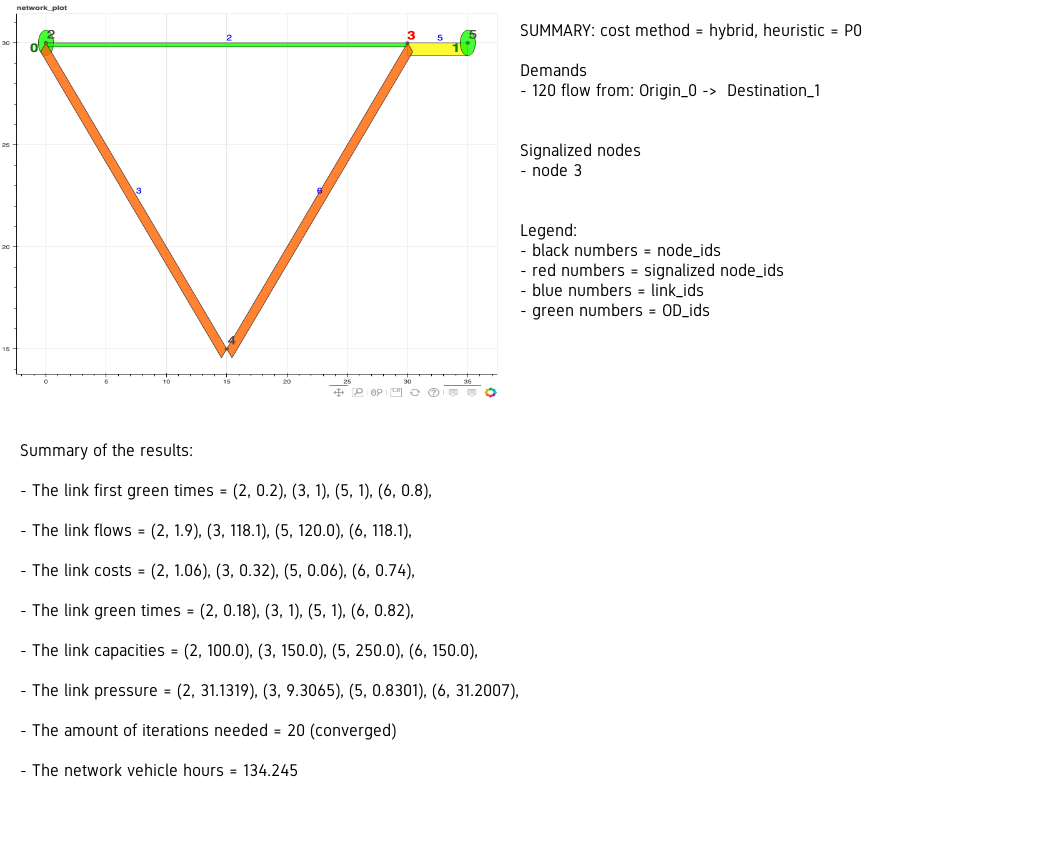 network_plot
30
25
20
15
0
5
10
15
20
25
30
35
0
2
2
3
5
5
1
3
6
4
SUMMARY: cost method = hybrid, heuristic = P0
Demands
- 120 flow from: Origin_0 -> Destination_1
Signalized nodes
- node 3
Legend:
- black numbers = node_ids
- red numbers = signalized node_ids
- blue numbers = link_ids
- green numbers = OD_ids
Summary of the results:
- The link first green times = (2, 0.2), (3, 1), (5, 1), (6, 0.8),
- The link flows = (2, 1.9), (3, 118.1), (5, 120.0), (6, 118.1),
- The link costs = (2, 1.06), (3, 0.32), (5, 0.06), (6, 0.74),
- The link green times = (2, 0.18), (3, 1), (5, 1), (6, 0.82),
- The link capacities = (2, 100.0), (3, 150.0), (5, 250.0), (6, 150.0),
- The link pressure = (2, 31.1319), (3, 9.3065), (5, 0.8301), (6, 31.2007),
- The amount of iterations needed = 20 (converged)
- The network vehicle hours = 134.245